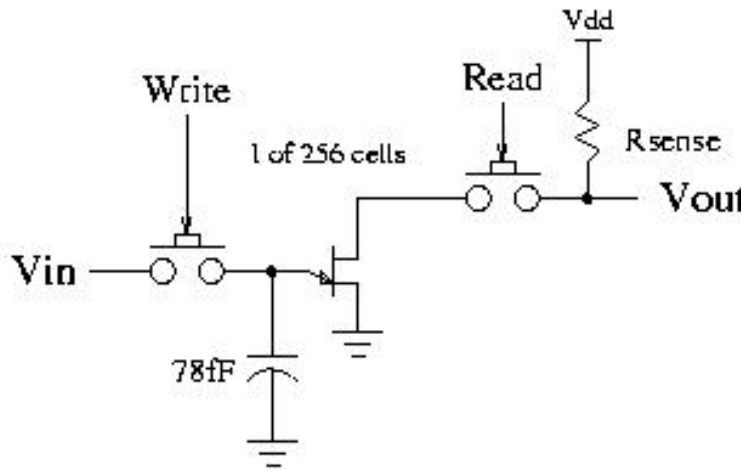 Vdd
Write
Read
1 of 256 cells
Rsense
Vout
Vin
78fF